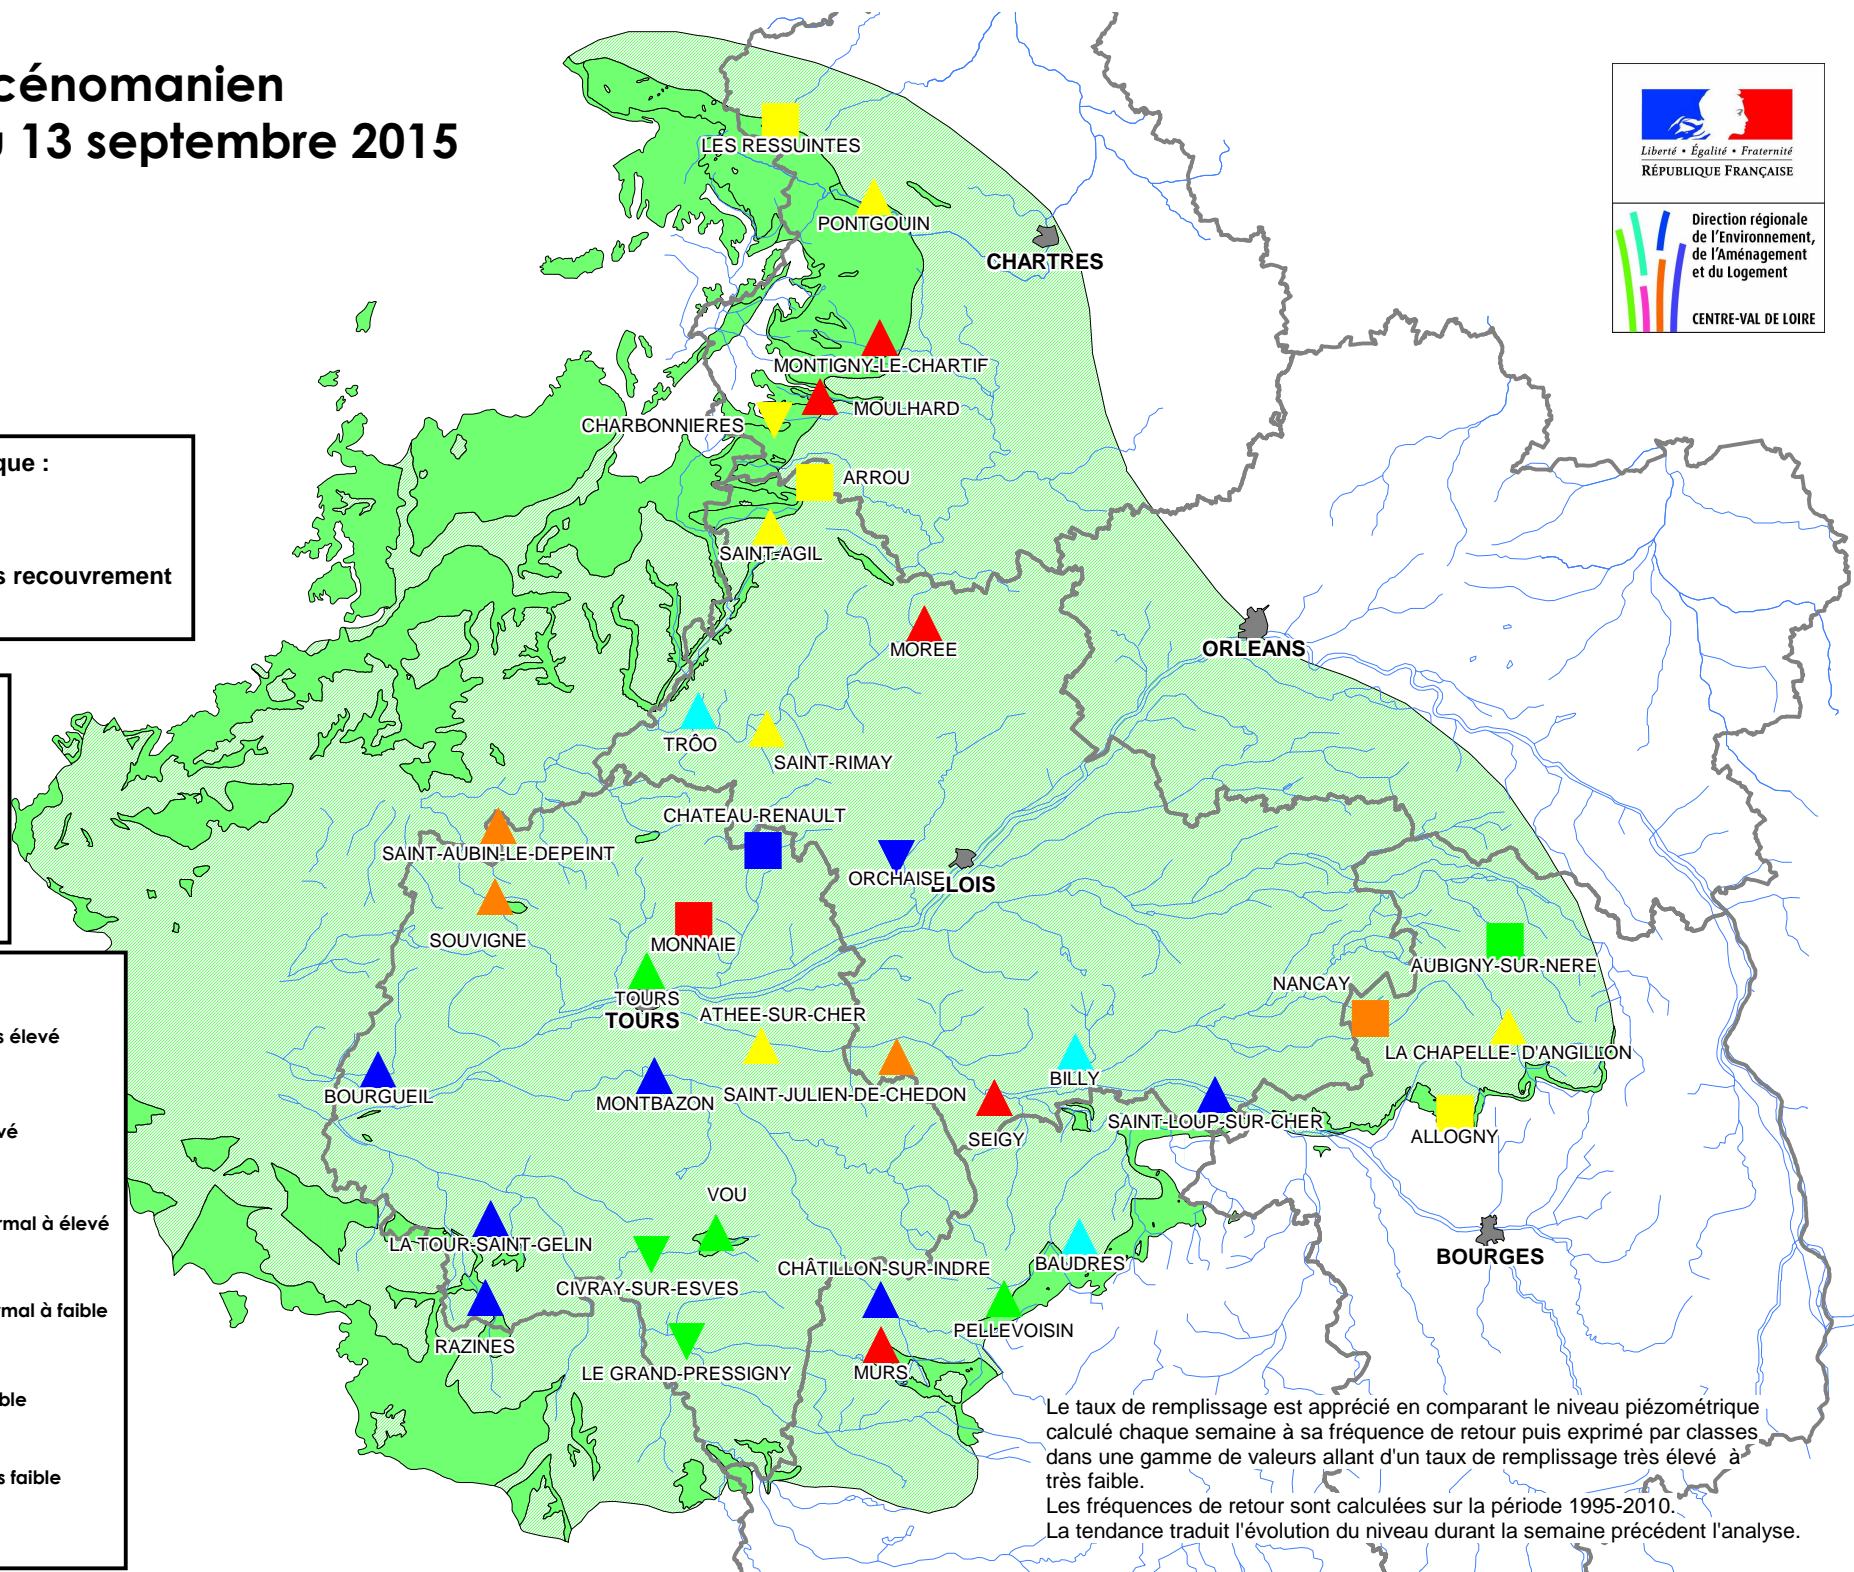 cénomanien
13 septembre 2015
Liberté • Égalité • Fraternité
RÉPUBLIQUE FRANÇAISE
Direction régionale
de l'Environnement,
de l'Aménagement
et du Logement
CENTRE-VAL DE LOIRE
LES RESSUINTES
PONTGOUIN
CHARTRES
MONTIGNY-LE-CHARTIF
MOULHARD
CHARBONNIERES
ARROU
SAINT-AGIL
que :
s recouvrement
MOREE
ORLEANS
TRÔO
SAINT-RIMAY
CHATEAU-RENAULT
SAINT-AUBIN-LE-DEPEINT
ORCHAISE
BLOIS
SOUVIGNE
MONNAIE
AUBIGNY-SUR-NERE
NANCAY
TOURS
TOURS
ATHEE-SUR-CHER
LA CHAPELLE- D'ANGILLON
BILLY
BOURGUEIL
MONTBAZON
SAINT-JULIEN-DE-CHEDON
SEIGY
SAINT-LOUP-SUR-CHER
ALLOGNY
s élevé
vé
rmal à élevé
rmal à faible
ble
s faible
VOU
LA TOUR-SAINT-GELIN
CIVRAY-SUR-ESVES
CHÂTILLON-SUR-INDRE
BAUDRES
BOURGES
RAZINES
LE GRAND-PRESSIGNY
MURS
PELLEVOISIN
Le taux de remplissage est apprécié en comparant le niveau piézométrique
calculé chaque semaine à sa fréquence de retour puis exprimé par classes
dans une gamme de valeurs allant d'un taux de remplissage très élevé à
très faible.
Les fréquences de retour sont calculées sur la période 1995-2010.
La tendance traduit l'évolution du niveau durant la semaine précédent l'analyse.